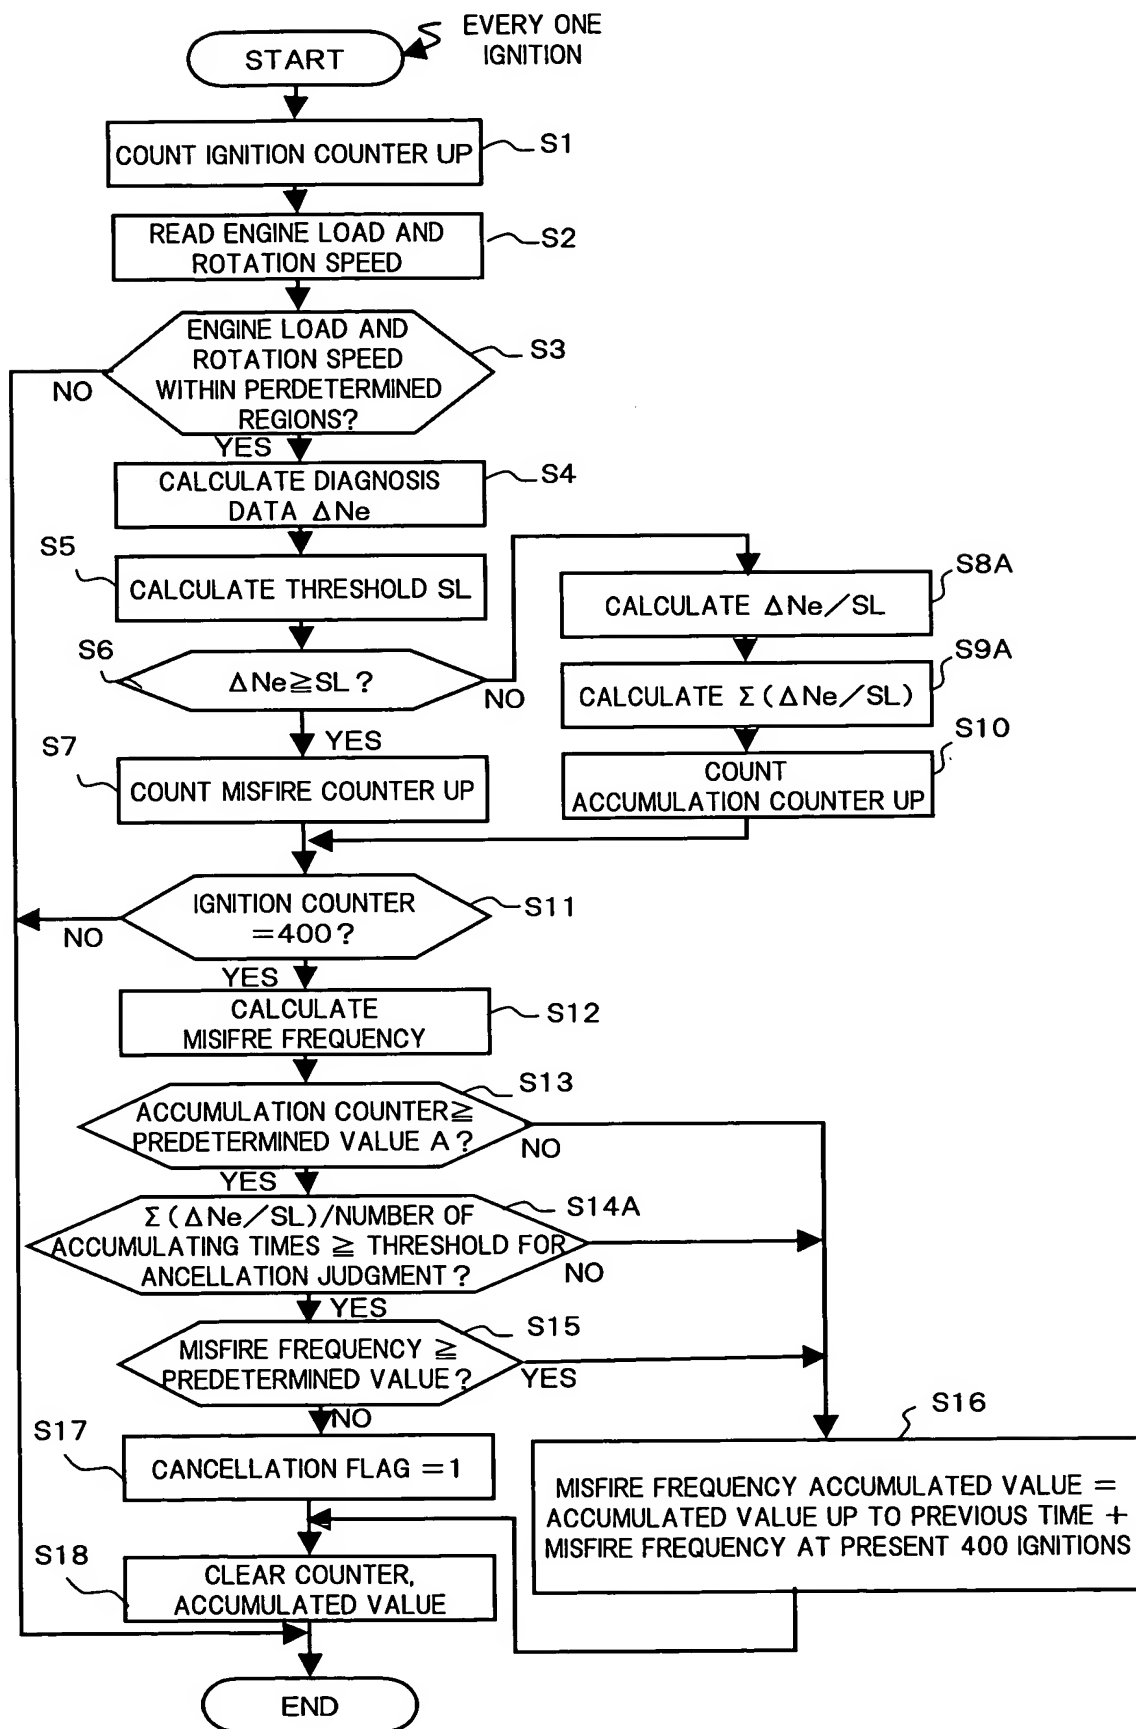 EVERY ONE
IGNITION
START
COUNT IGNITION COUNTER UP
S1
READ ENGINE LOAD AND
ROTATION SPEED
S2
ENGINE LOAD AND
ROTATION SPEED
WITHIN PERDETERMINED
REGIONS?
S3
NO
YES
CALCULATE DIAGNOSIS
DATA ΔNe
S4
S5
CALCULATE THRESHOLD SL
S6
ΔNe≧SL?
NO
YES
S7
COUNT MISFIRE COUNTER UP
CALCULATE ΔNe/SL
S8A
CALCULATE Σ(ΔNe/SL)
S9A
COUNT
ACCUMULATION COUNTER UP
S10
IGNITION COUNTER
=400?
S11
NO
YES
CALCULATE
MISIFRE FREQUENCY
S12
ACCUMULATION COUNTER≧
PREDETERMINED VALUE A?
S13
NO
YES
Σ(ΔNe/SL)/NUMBER OF
ACCUMULATING TIMES ≧ THRESHOLD FOR
ANCELLATION JUDGMENT?
S14A
NO
YES
MISFIRE FREQUENCY ≧
PREDETERMINED VALUE?
S15
YES
NO
S17
CANCELLATION FLAG =1
S16
MISFIRE FREQUENCY ACCUMULATED VALUE =
ACCUMULATED VALUE UP TO PREVIOUS TIME +
MISFIRE FREQUENCY AT PRESENT 400 IGNITIONS
S18
CLEAR COUNTER,
ACCUMULATED VALUE
END